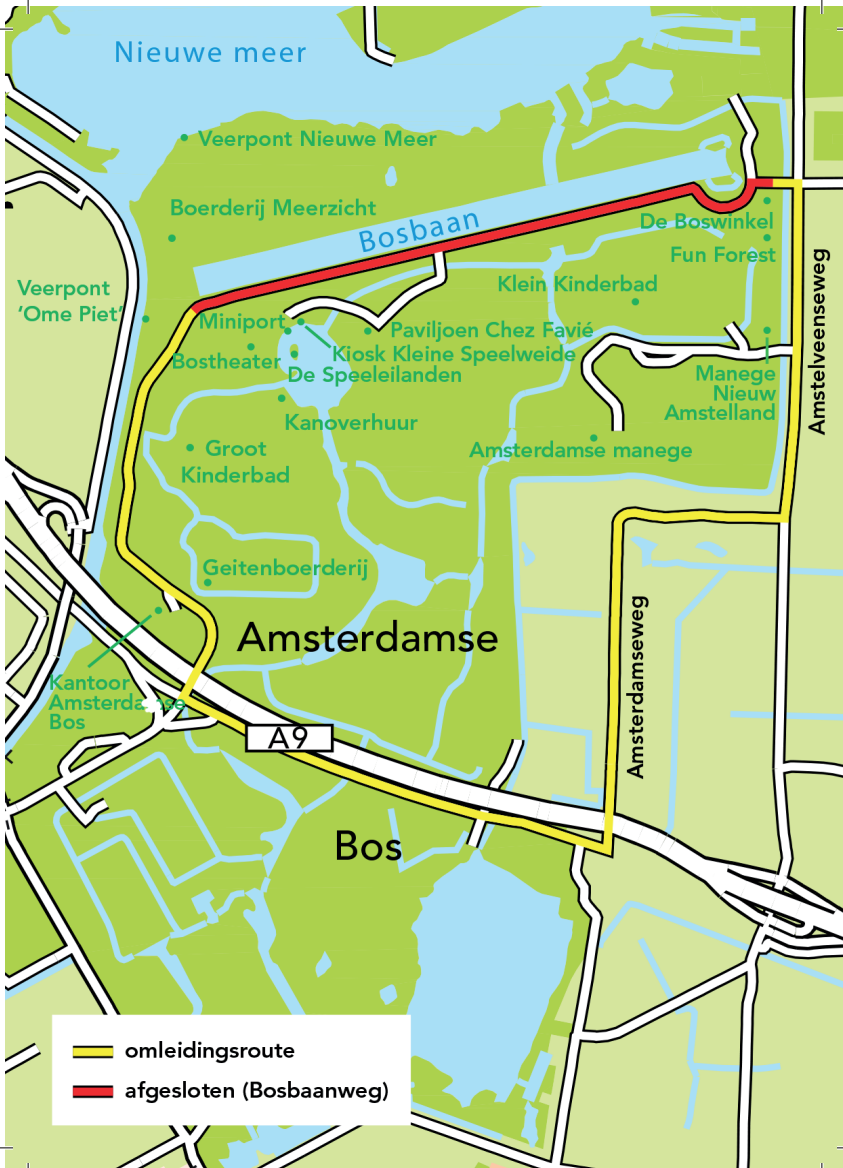 Nieuwe meer
Veerpont Nieuwe Meer
Boerderij Meerzicht
Bosbaan
De Boswinkel
Fun Forest
Veerpont
‘Ome Piet’
Klein Kinderbad
Miniport
Paviljoen Chez Favié
Kiosk Kleine Speelweide
Bostheater
De Speeleilanden
Manege
Nieuw
Amstelland
Amstelveenseweg
Kanoverhuur
Groot
Kinderbad
Amsterdamse manege
Geitenboerderij
Amsterdamse
Amsterdamseweg
Kantoor
Amsterdamse
Bos
A9
Bos
omleidingsroute
afgesloten (Bosbaanweg)